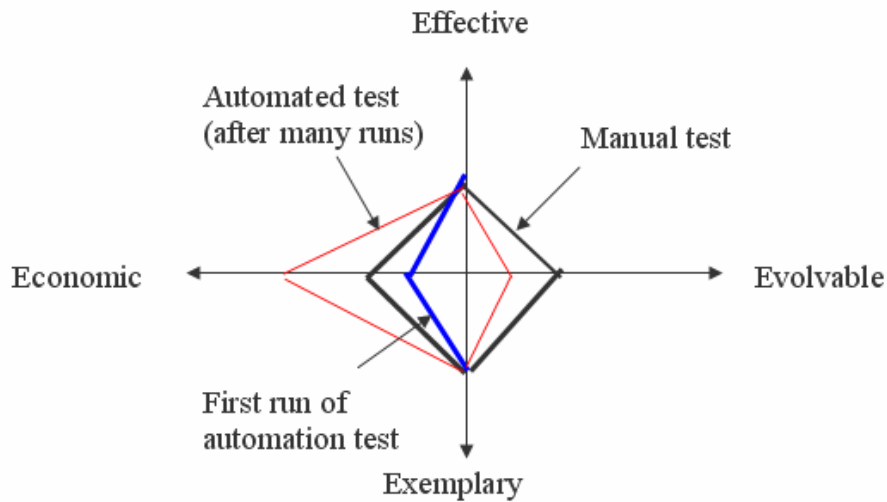 Effective
Automated test
(after many runs)
Manual test
Economic
Evolvable
First run of
automation test
Exemplary